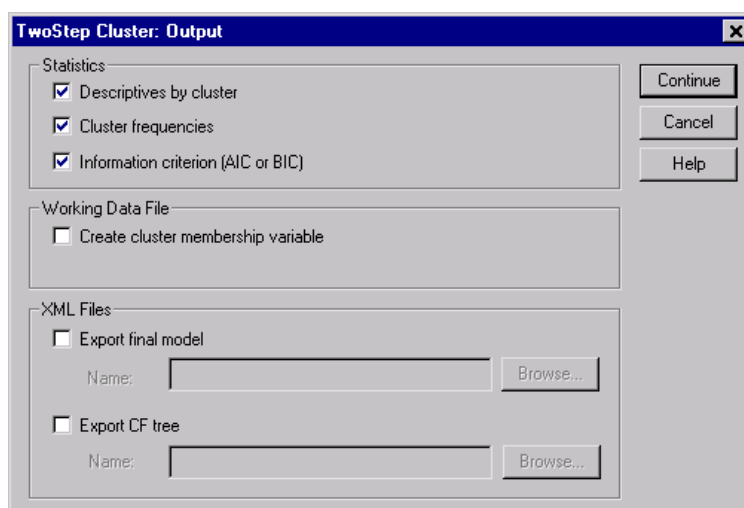 TwoStep Cluster: Output
Statistics
Descriptives by cluster
Cluster frequencies
Information criterion (AIC or BIC)
Continue
Cancel
Help
Working Data File
Create cluster membership variable
XML Files
Export final model
Name:
Browse...
Export CF tree
Name:
Browse...